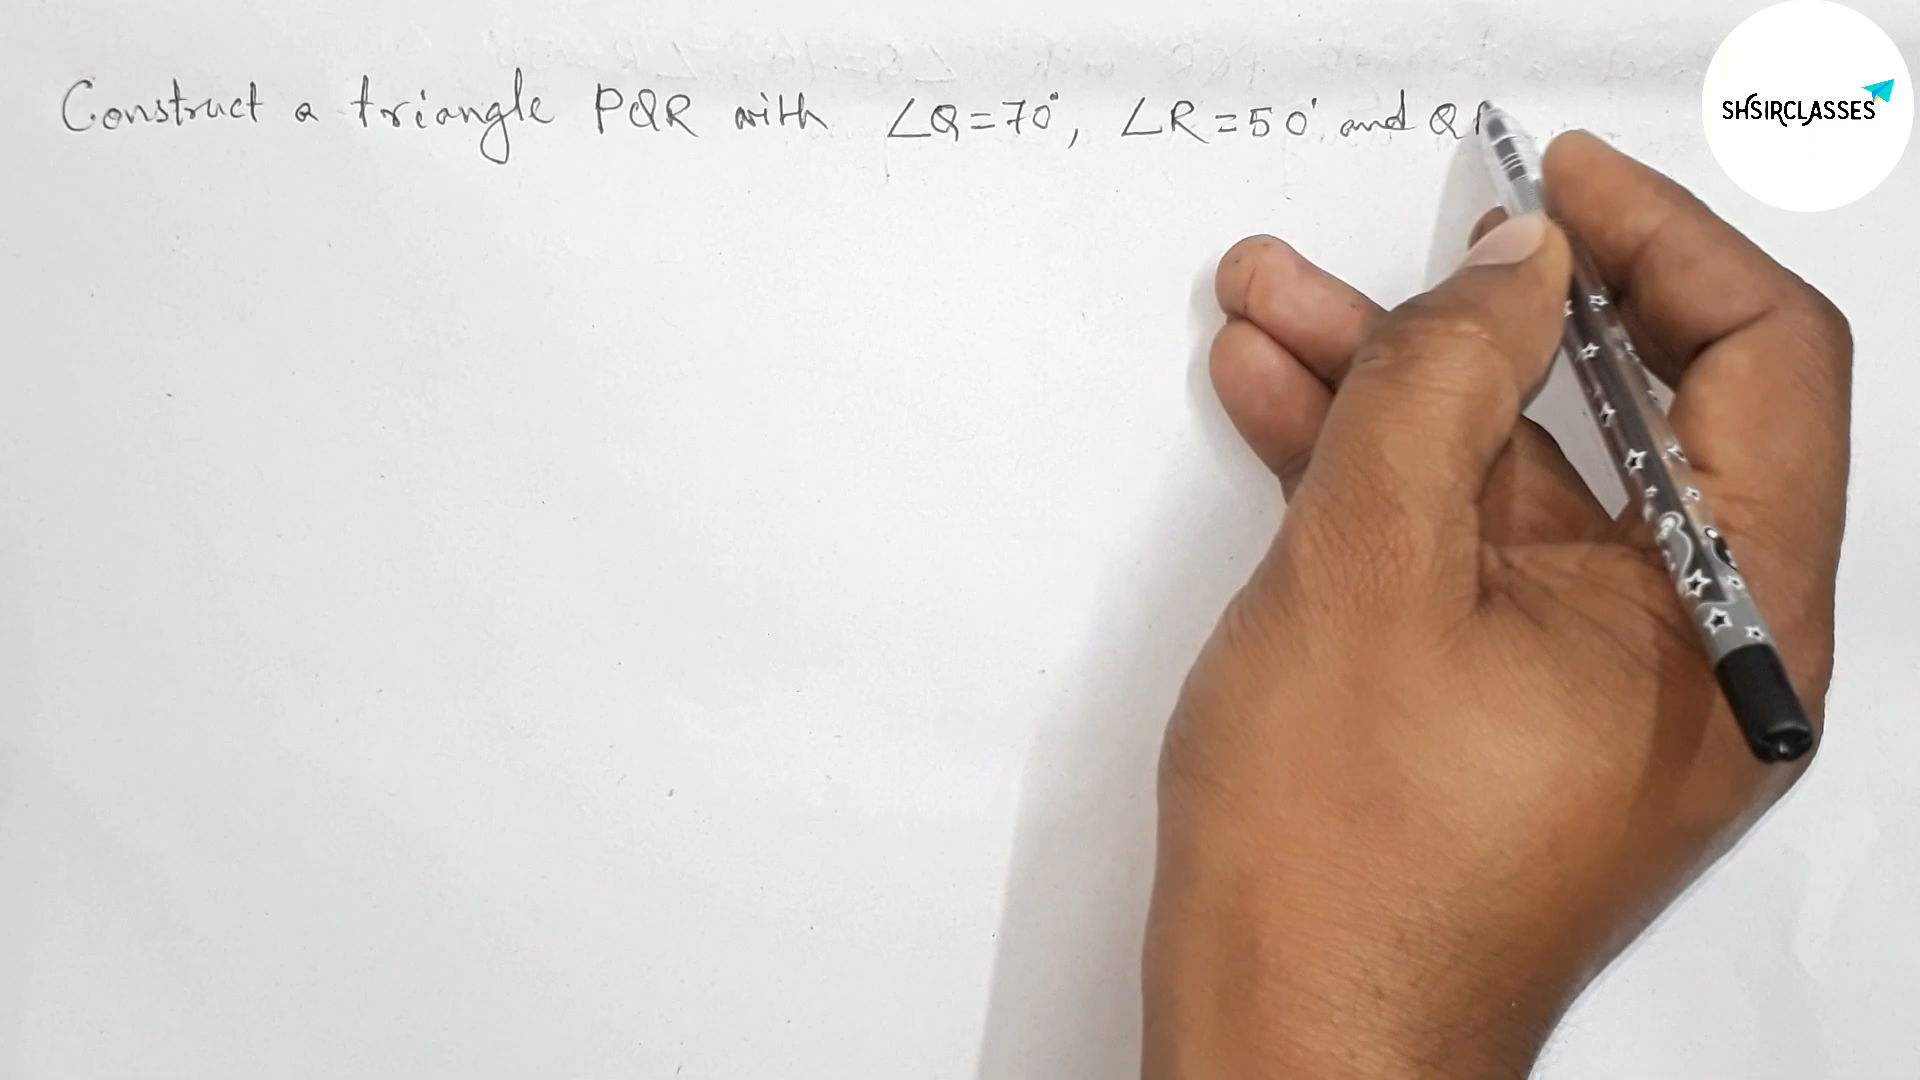 Construct a triangle PQR with ∠Q=70°, ∠R=50° and Q
SHSIRCLASSES